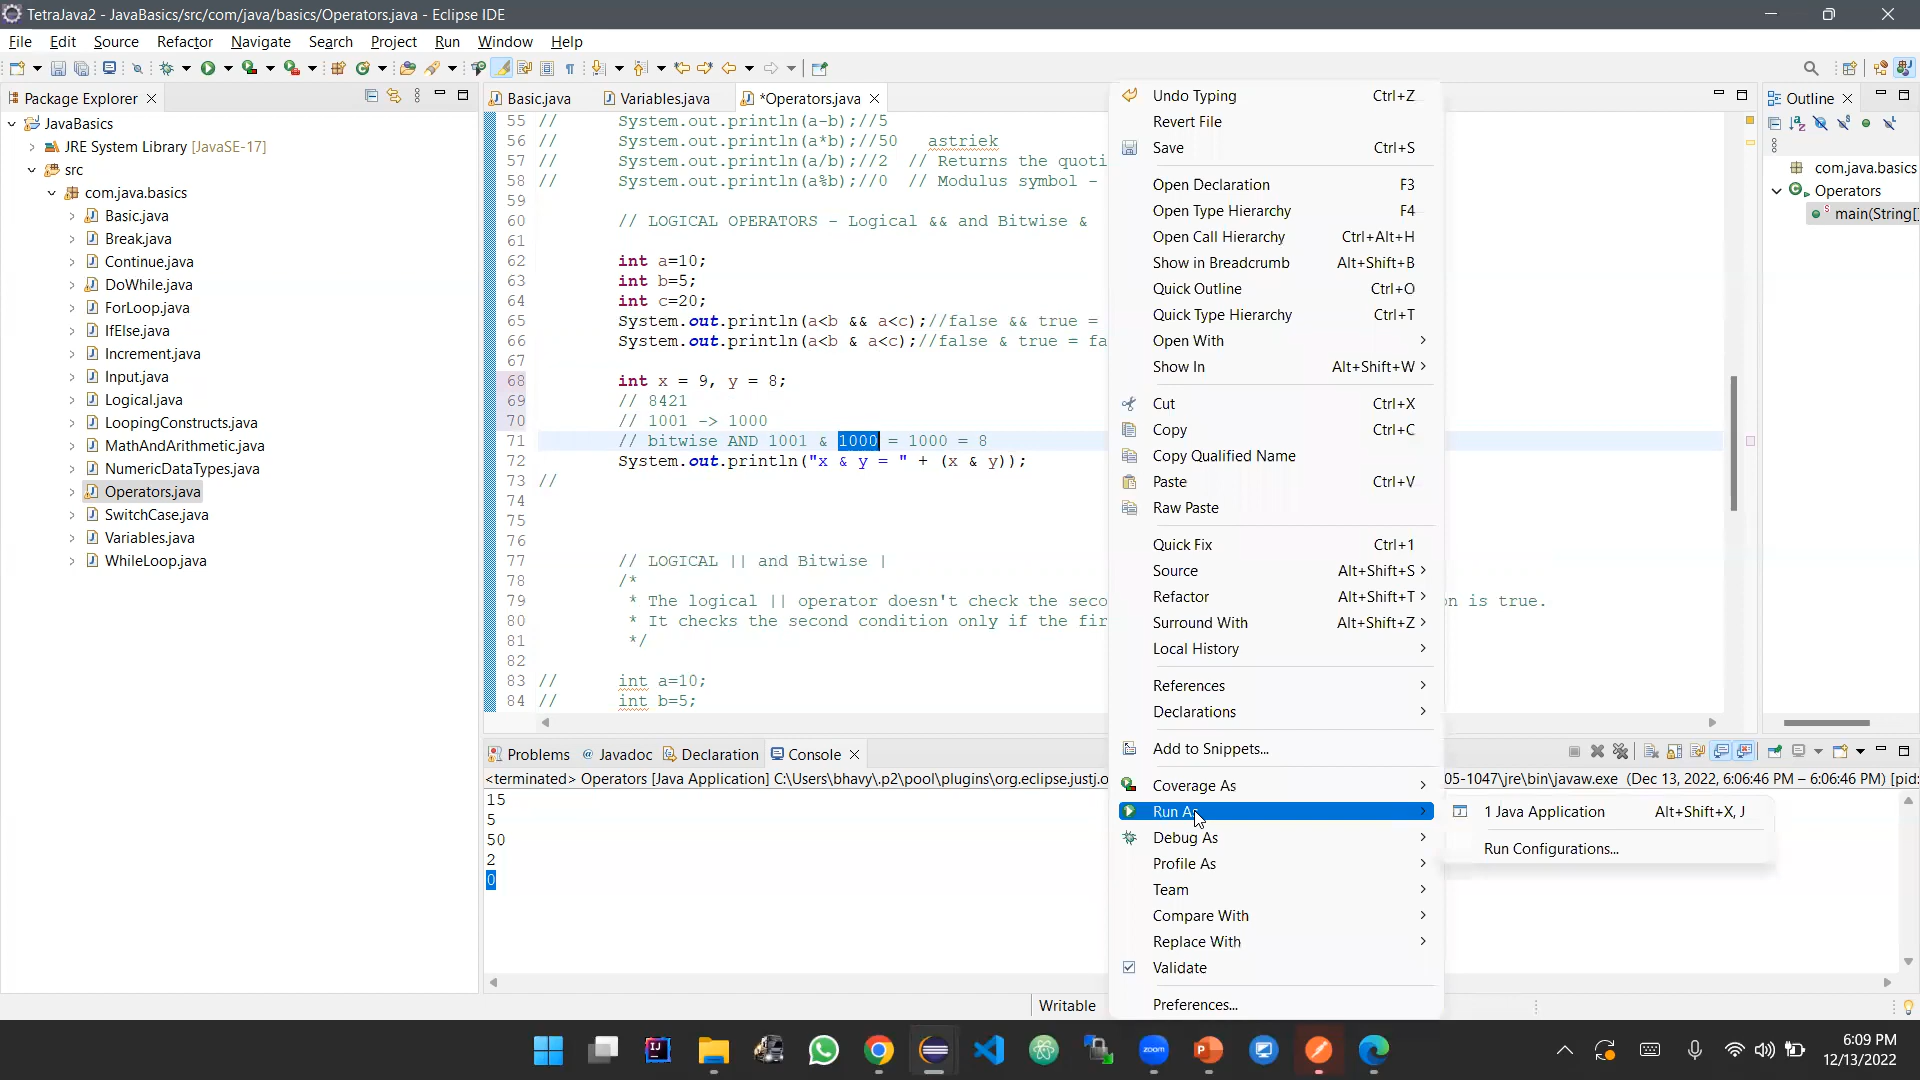 TetraJava2 - JavaBasics/src/com/java/basics/Operators.java - Eclipse IDE
File Edit Source Refactor Navigate Search Project Run Window Help
Package Explorer
JavaBasics
JRE System Library [JavaSE-17]
src
com.java.basics
Basic.java
Break.java
Continue.java
DoWhile.java
ForLoop.java
IfElse.java
Increment.java
Input.java
Logical.java
LoopingConstructs.java
MathAndArithmetic.java
NumericDataTypes.java
Operators.java
SwitchCase.java
Variables.java
WhileLoop.java
Basic.java Variables.java *Operators.java
55 // System.out.println(a-b);//5
56 // System.out.println(a*b);//50 astriek
57 // System.out.println(a/b);//2 // Returns the quoti
58 // System.out.println(a%b);//0 // Modulus symbol -
59
60 // LOGICAL OPERATORS - Logical && and Bitwise &
61
62 int a=10;
63 int b=5;
64 int c=20;
65 System.out.println(a<b && a<c);//false && true =
66 System.out.println(a<b & a<c);//false & true = fa
67
68 int x = 9, y = 8;
69 // 8421
70 // 1001 -> 1000
71 // bitwise AND 1001 & 1000 = 1000 = 8
72 System.out.println("x & y = " + (x & y));
73 //
74
75
76
77 // LOGICAL || and Bitwise |
78 /*
79 * The logical || operator doesn't check the seco n is true.
80 * It checks the second condition only if the fir
81 */
82
83 // int a=10;
84 // int b=5;
Undo Typing Ctrl+Z
Revert File
Save Ctrl+S
Open Declaration F3
Open Type Hierarchy F4
Open Call Hierarchy Ctrl+Alt+H
Show in Breadcrumb Alt+Shift+B
Quick Outline Ctrl+O
Quick Type Hierarchy Ctrl+T
Open With
Show In Alt+Shift+W
Cut Ctrl+X
Copy Ctrl+C
Copy Qualified Name
Paste Ctrl+V
Raw Paste
Quick Fix Ctrl+1
Source Alt+Shift+S
Refactor Alt+Shift+T
Surround With Alt+Shift+Z
Local History
References
Declarations
Add to Snippets...
Coverage As
Run As
Debug As
Profile As
Team
Compare With
Replace With
Validate
Preferences...
1 Java Application Alt+Shift+X, J
Run Configurations...
Outline
com.java.basics
Operators
main(String[
Problems Javadoc Declaration Console
<terminated> Operators [Java Application] C:\Users\bhavy\.p2\pool\plugins\org.eclipse.justj.o 05-1047\jre\bin\javaw.exe (Dec 13, 2022, 6:06:46 PM – 6:06:46 PM) [pid:
15
5
50
2
0
Writable
zoom
6:09 PM
12/13/2022